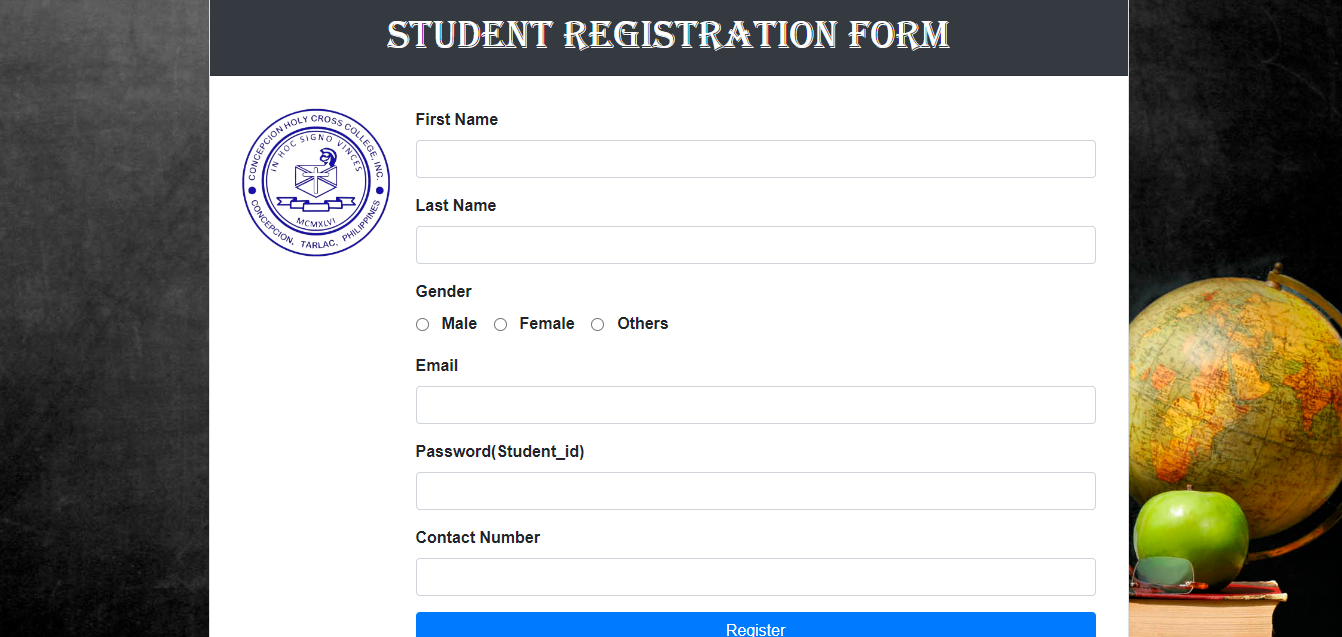 STUDENT REGISTRATION FORM
CONCEPCION HOLY CROSS COLLEGE, INC.
IN HOC SIGNO VINCES
MCMXLVI
CONCEPCION, TARLAC, PHILIPPINES
First Name
Last Name
Gender
Male Female Others
Email
Password(Student_id)
Contact Number
Register